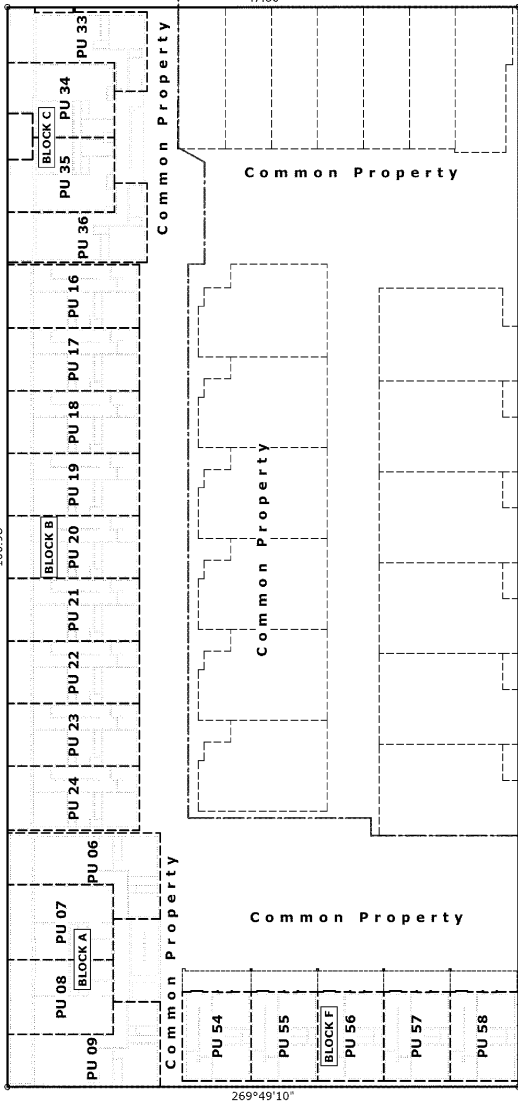 PU 33
PU 34
BLOCK C
PU 35
PU 36
Common Property
Common Property
PU 16
PU 17
PU 18
PU 19
BLOCK B
PU 20
PU 21
PU 22
PU 23
PU 24
Common Property
PU 06
PU 07
BLOCK A
PU 08
PU 09
Common Property
Common Property
PU 54
PU 55
BLOCK F
PU 56
PU 57
PU 58
269°49'10"